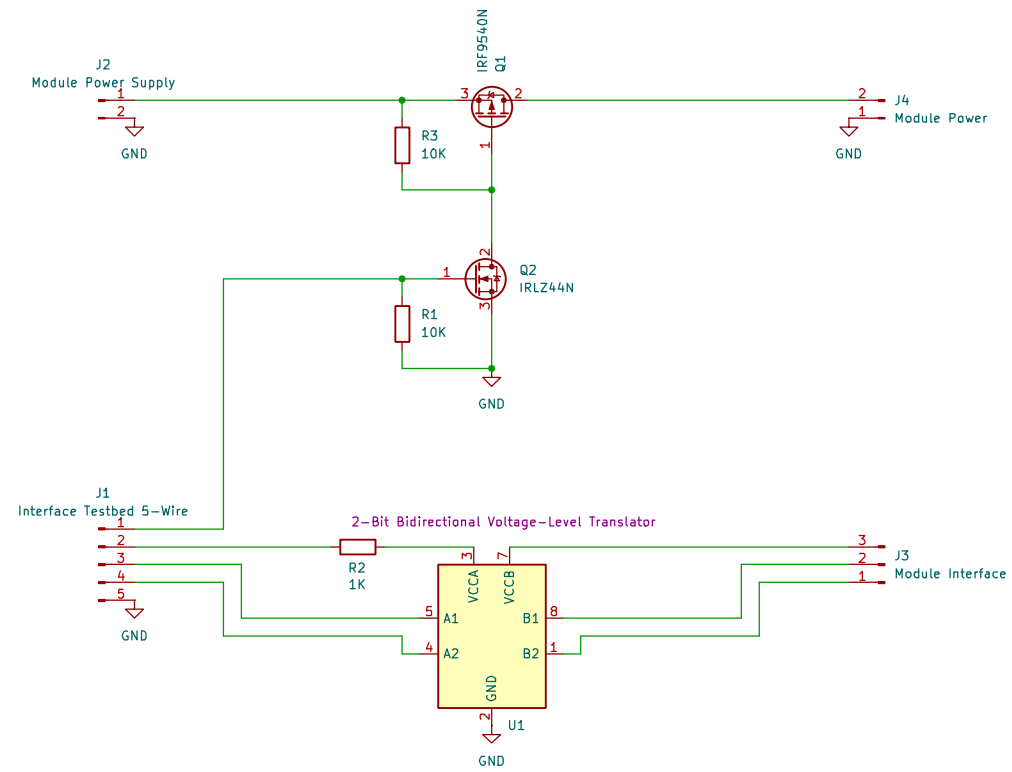 IRF9540N
Q1
J2
Module Power Supply
1
2
GND
3
2
1
R3
10K
2
1
J4
Module Power
GND
1
2
3
Q2
IRLZ44N
R1
10K
GND
J1
Interface Testbed 5-Wire
1
2
3
4
5
GND
R2
1K
2-Bit Bidirectional Voltage-Level Translator
3
7
VCCA
VCCB
5
A1
B1
8
4
A2
B2
1
GND
2
U1
GND
3
2
1
J3
Module Interface